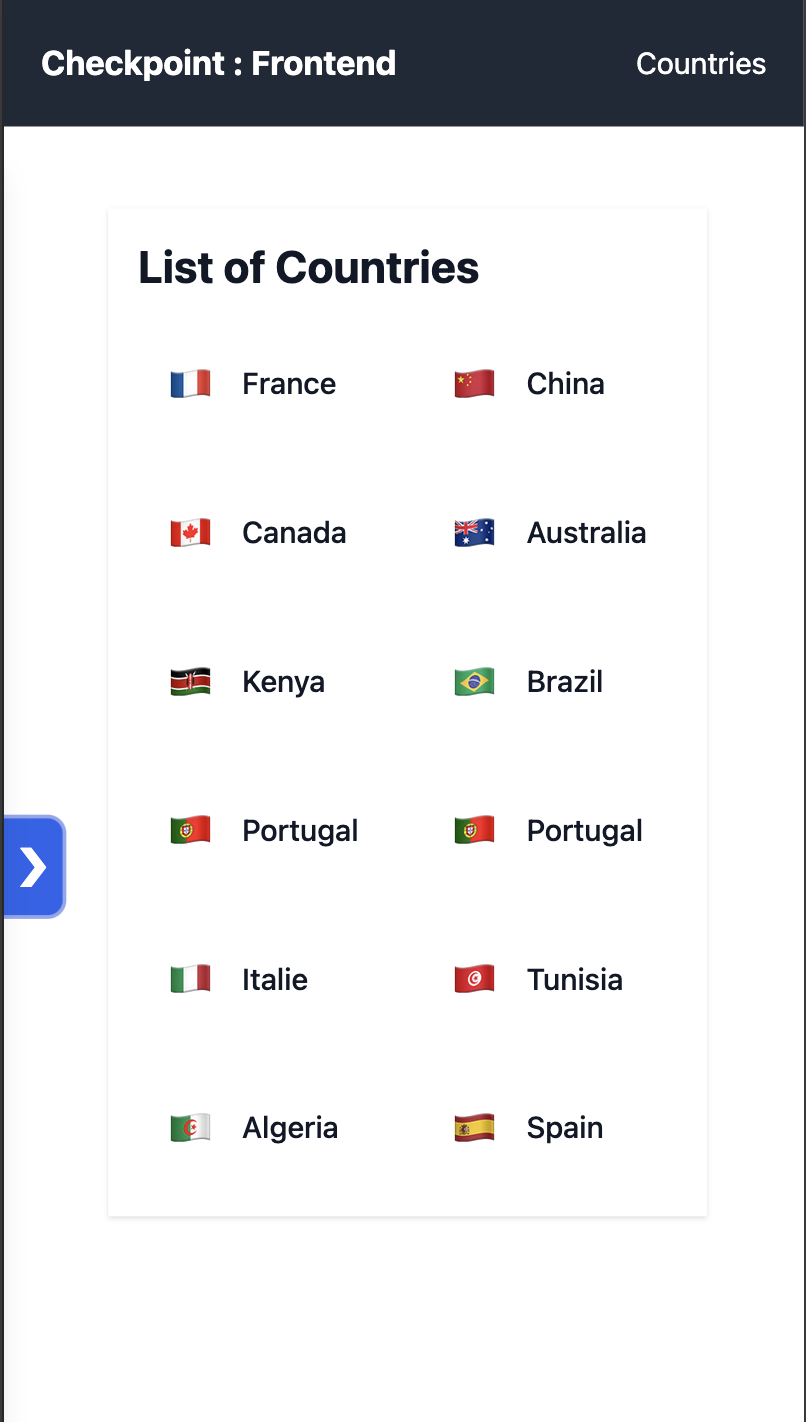 Checkpoint : Frontend
Countries
List of Countries
France
China
Canada
Australia
Kenya
Brazil
Portugal
Portugal
Italie
Tunisia
Algeria
Spain